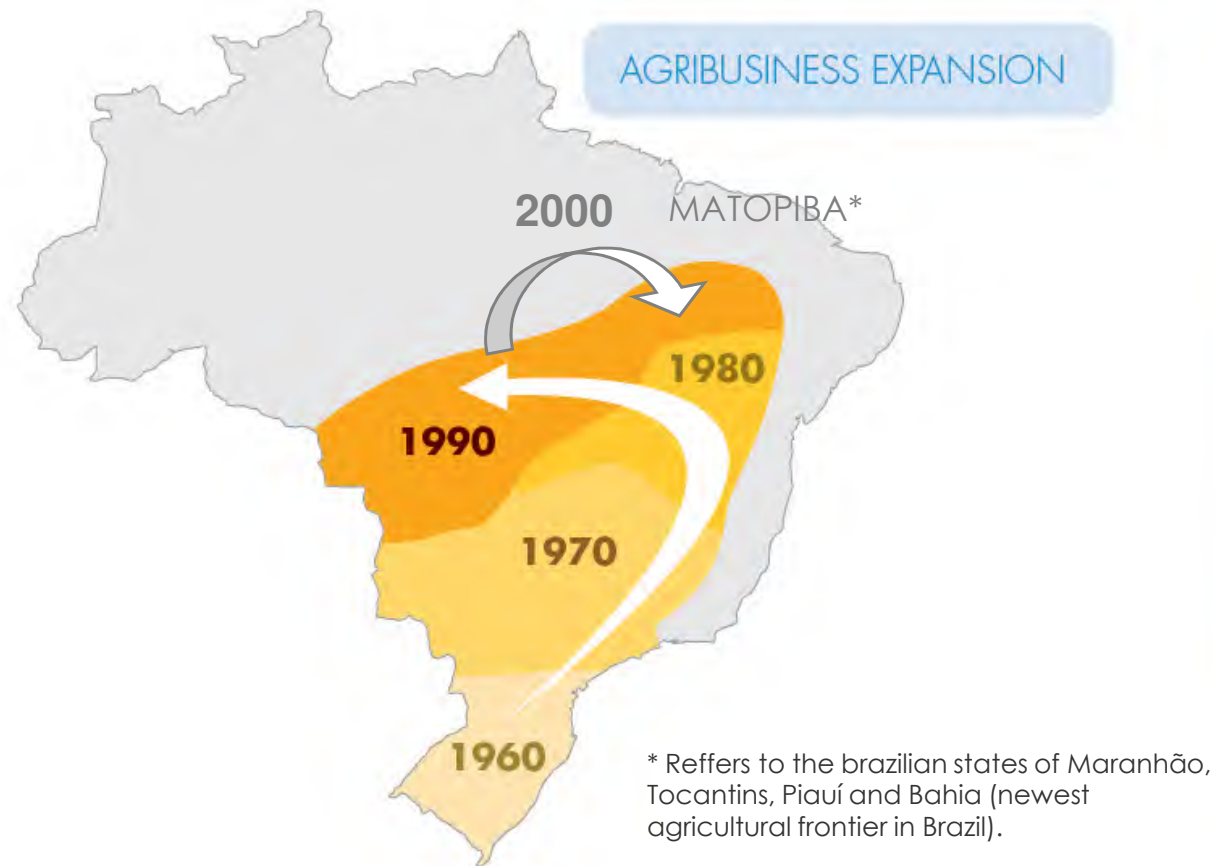 AGRIBUSINESS EXPANSION
2000 MATOPIBA*
1980
1990
1970
1960
* Reffers to the brazilian states of Maranhão,
Tocantins, Piauí and Bahia (newest
agricultural frontier in Brazil).